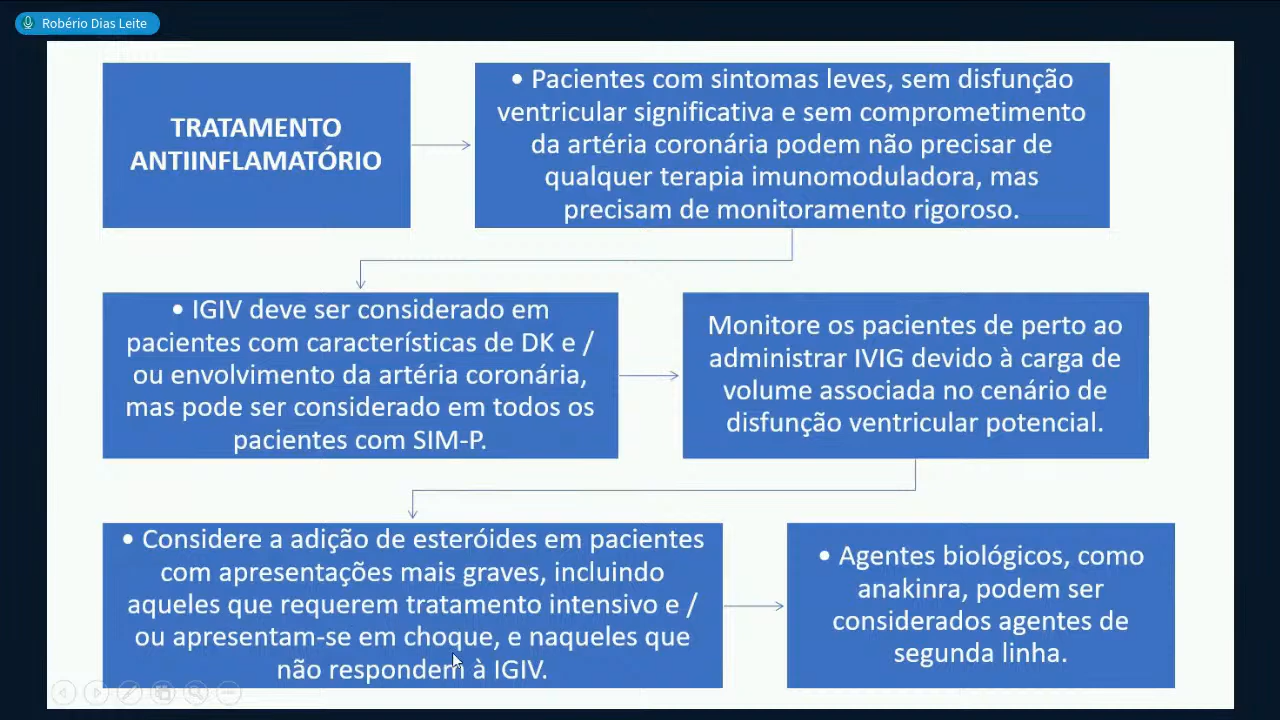 Robério Dias Leite
TRATAMENTO
ANTIINFLAMATÓRIO
• Pacientes com sintomas leves, sem disfunção
ventricular significativa e sem comprometimento
da artéria coronária podem não precisar de
qualquer terapia imunomoduladora, mas
precisam de monitoramento rigoroso.
• IGIV deve ser considerado em
pacientes com características de DK e /
ou envolvimento da artéria coronária,
mas pode ser considerado em todos os
pacientes com SIM-P.
Monitore os pacientes de perto ao
administrar IVIG devido à carga de
volume associada no cenário de
disfunção ventricular potencial.
• Considere a adição de esteróides em pacientes
com apresentações mais graves, incluindo
aqueles que requerem tratamento intensivo e /
ou apresentam-se em choque, e naqueles que
não respondem à IGIV.
• Agentes biológicos, como
anakinra, podem ser
considerados agentes de
segunda linha.